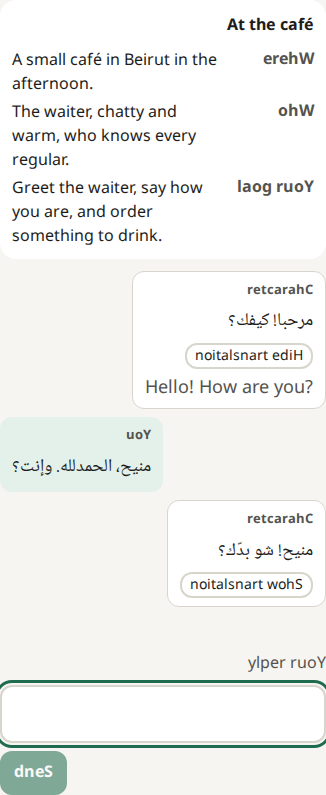 At the café
erehW
A small café in Beirut in the
afternoon.
ohW
The waiter, chatty and
warm, who knows every
regular.
laog ruoY
Greet the waiter, say how
you are, and order
something to drink.
retcarahC
مرحبا! كيفك؟
noitalsnart ediH
Hello! How are you?
uoY
منيح، الحمدلله. وإنت؟
retcarahC
منيح! شو بدّك؟
noitalsnart wohS
ylper ruoY
dneS